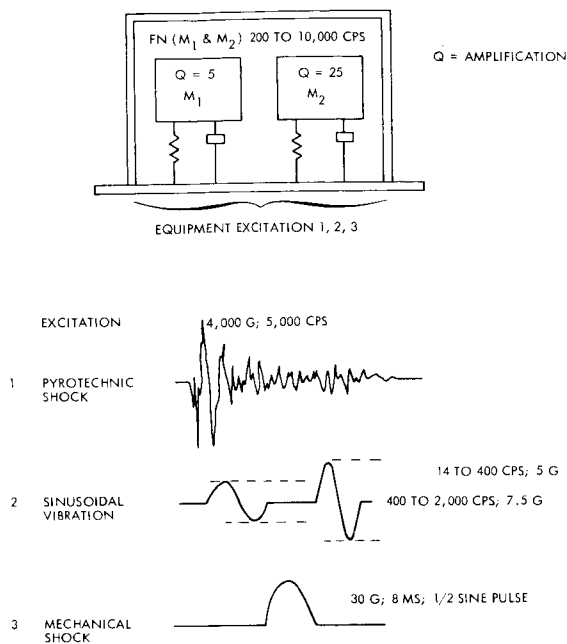 FN (M1 & M2) 200 TO 10,000 CPS
Q = AMPLIFICATION
Q = 5
M1
Q = 25
M2
EQUIPMENT EXCITATION 1, 2, 3
EXCITATION
4,000 G; 5,000 CPS
1 PYROTECHNIC
SHOCK
14 TO 400 CPS; 5 G
2 SINUSOIDAL
VIBRATION
400 TO 2,000 CPS; 7.5 G
30 G; 8 MS; 1/2 SINE PULSE
3 MECHANICAL
SHOCK